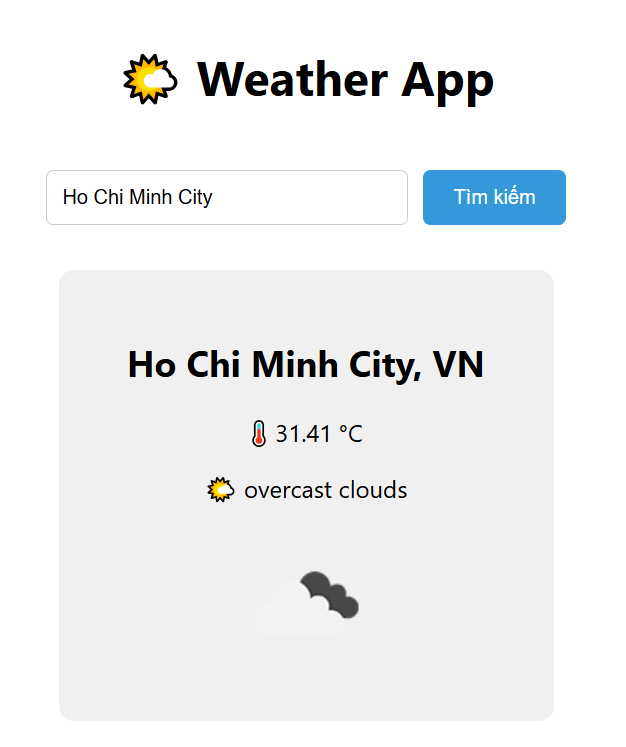 Weather App
Ho Chi Minh City
Tìm kiếm
Ho Chi Minh City, VN
31.41 °C
overcast clouds